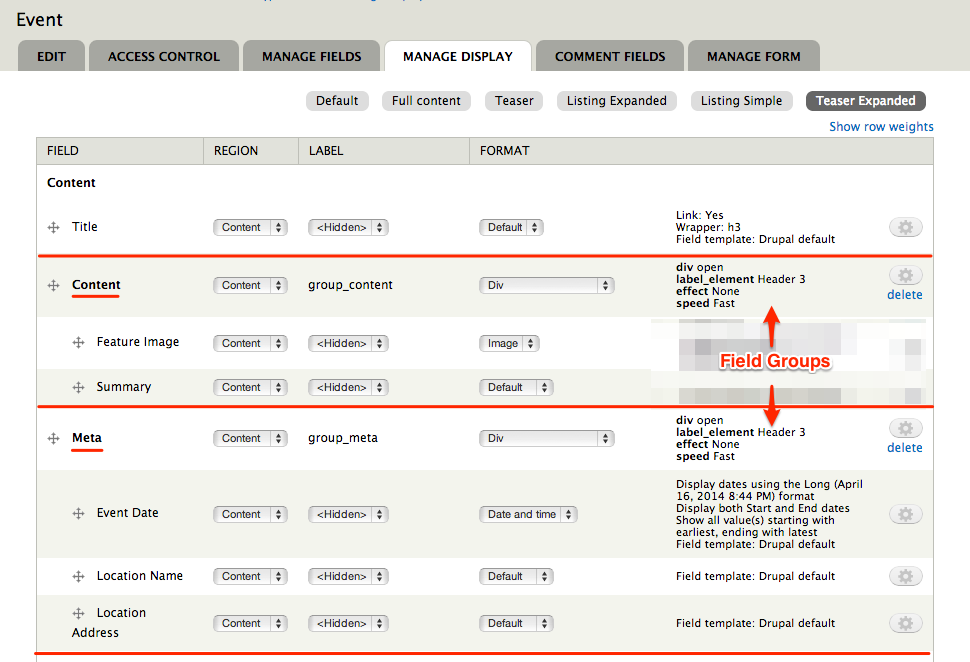 Event
EDIT
ACCESS CONTROL
MANAGE FIELDS
MANAGE DISPLAY
COMMENT FIELDS
MANAGE FORM
Default
Full content
Teaser
Listing Expanded
Listing Simple
Teaser Expanded
Show row weights
FIELD REGION LABEL FORMAT
Content
Title Content <Hidden> Default
Link: Yes
Wrapper: h3
Field template: Drupal default
Content Content group_content Div
div open
label_element Header 3
effect None
speed Fast
delete
Feature Image Content <Hidden> Image
Field Groups
Summary Content <Hidden> Default
Meta Content group_meta Div
div open
label_element Header 3
effect None
speed Fast
delete
Event Date Content <Hidden> Date and time
Display dates using the Long (April
16, 2014 8:44 PM) format
Display both Start and End dates
Show all value(s) starting with
earliest, ending with latest
Field template: Drupal default
Location Name Content <Hidden> Default Field template: Drupal default
Location
Address
Content <Hidden> Default Field template: Drupal default